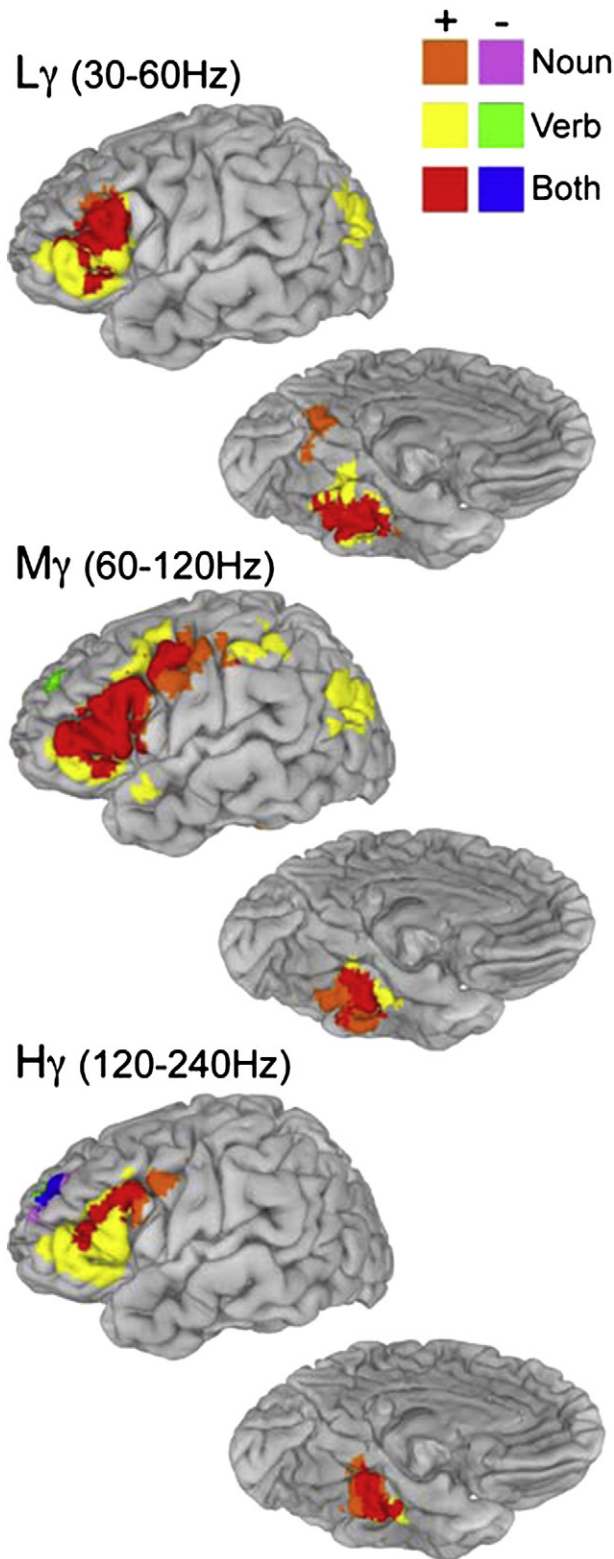 + -
Noun
Verb
Both
Lγ (30-60Hz)
Mγ (60-120Hz)
Hγ (120-240Hz)